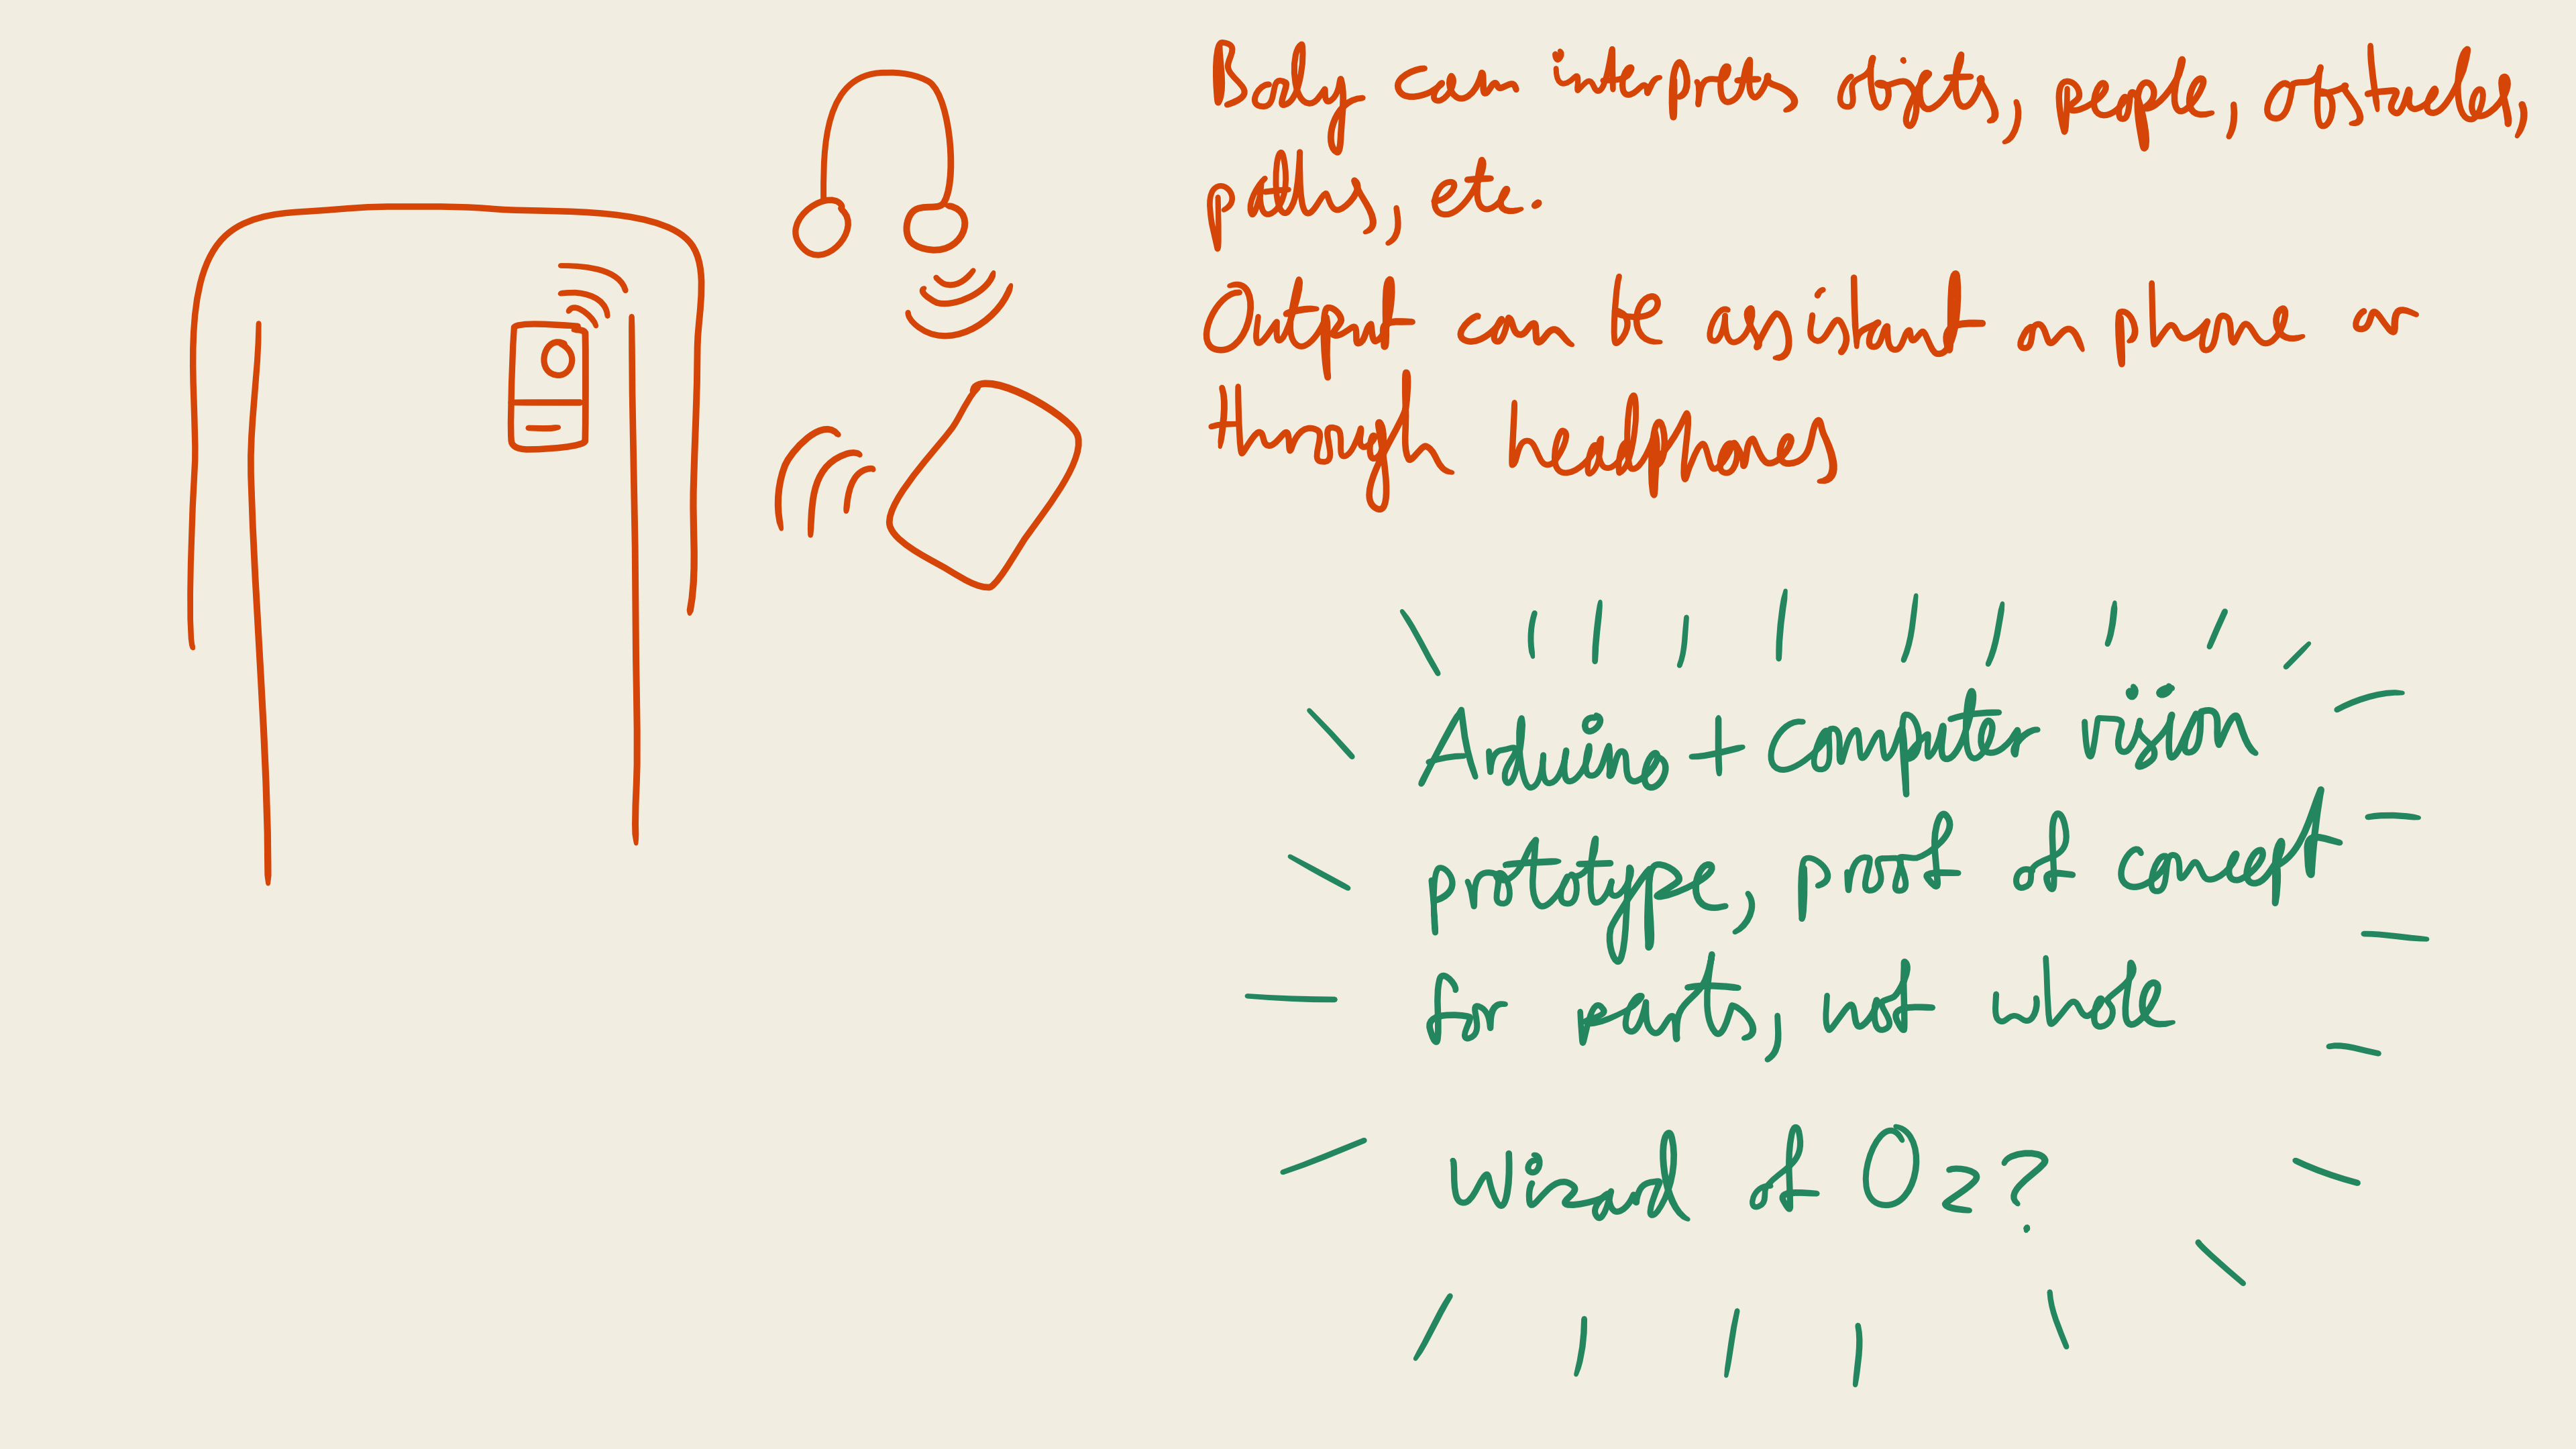 Body cam interprets objets, people, obstacles,
paths, etc.
Output can be assistant on phone or
through headphones
Arduino + Computer vision
prototype, proof of concept
for parts, not whole
Wizard of Oz?